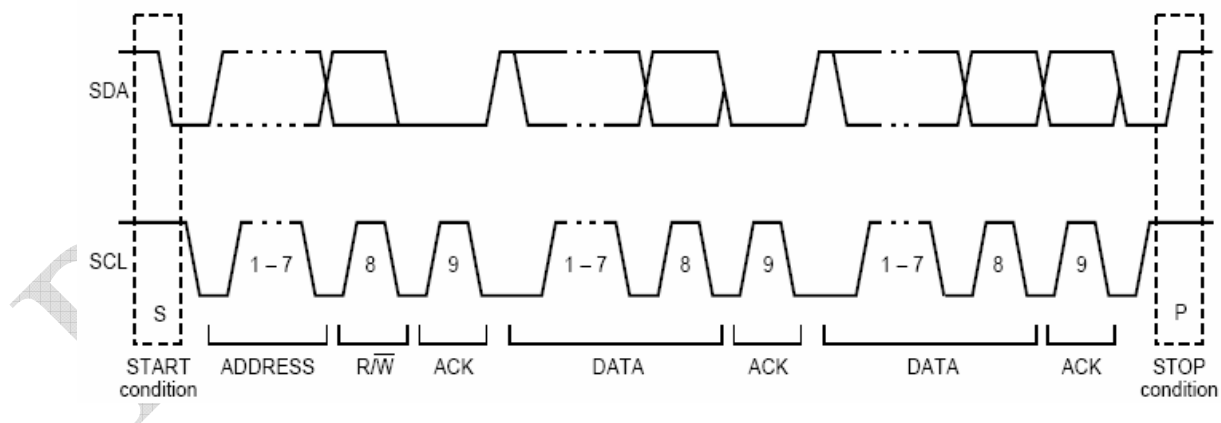 SDA
SCL
1 – 7 8 9 1 – 7 8 9 1 – 7 8 9
S P
START condition ADDRESS R/W̅ ACK DATA ACK DATA ACK STOP condition